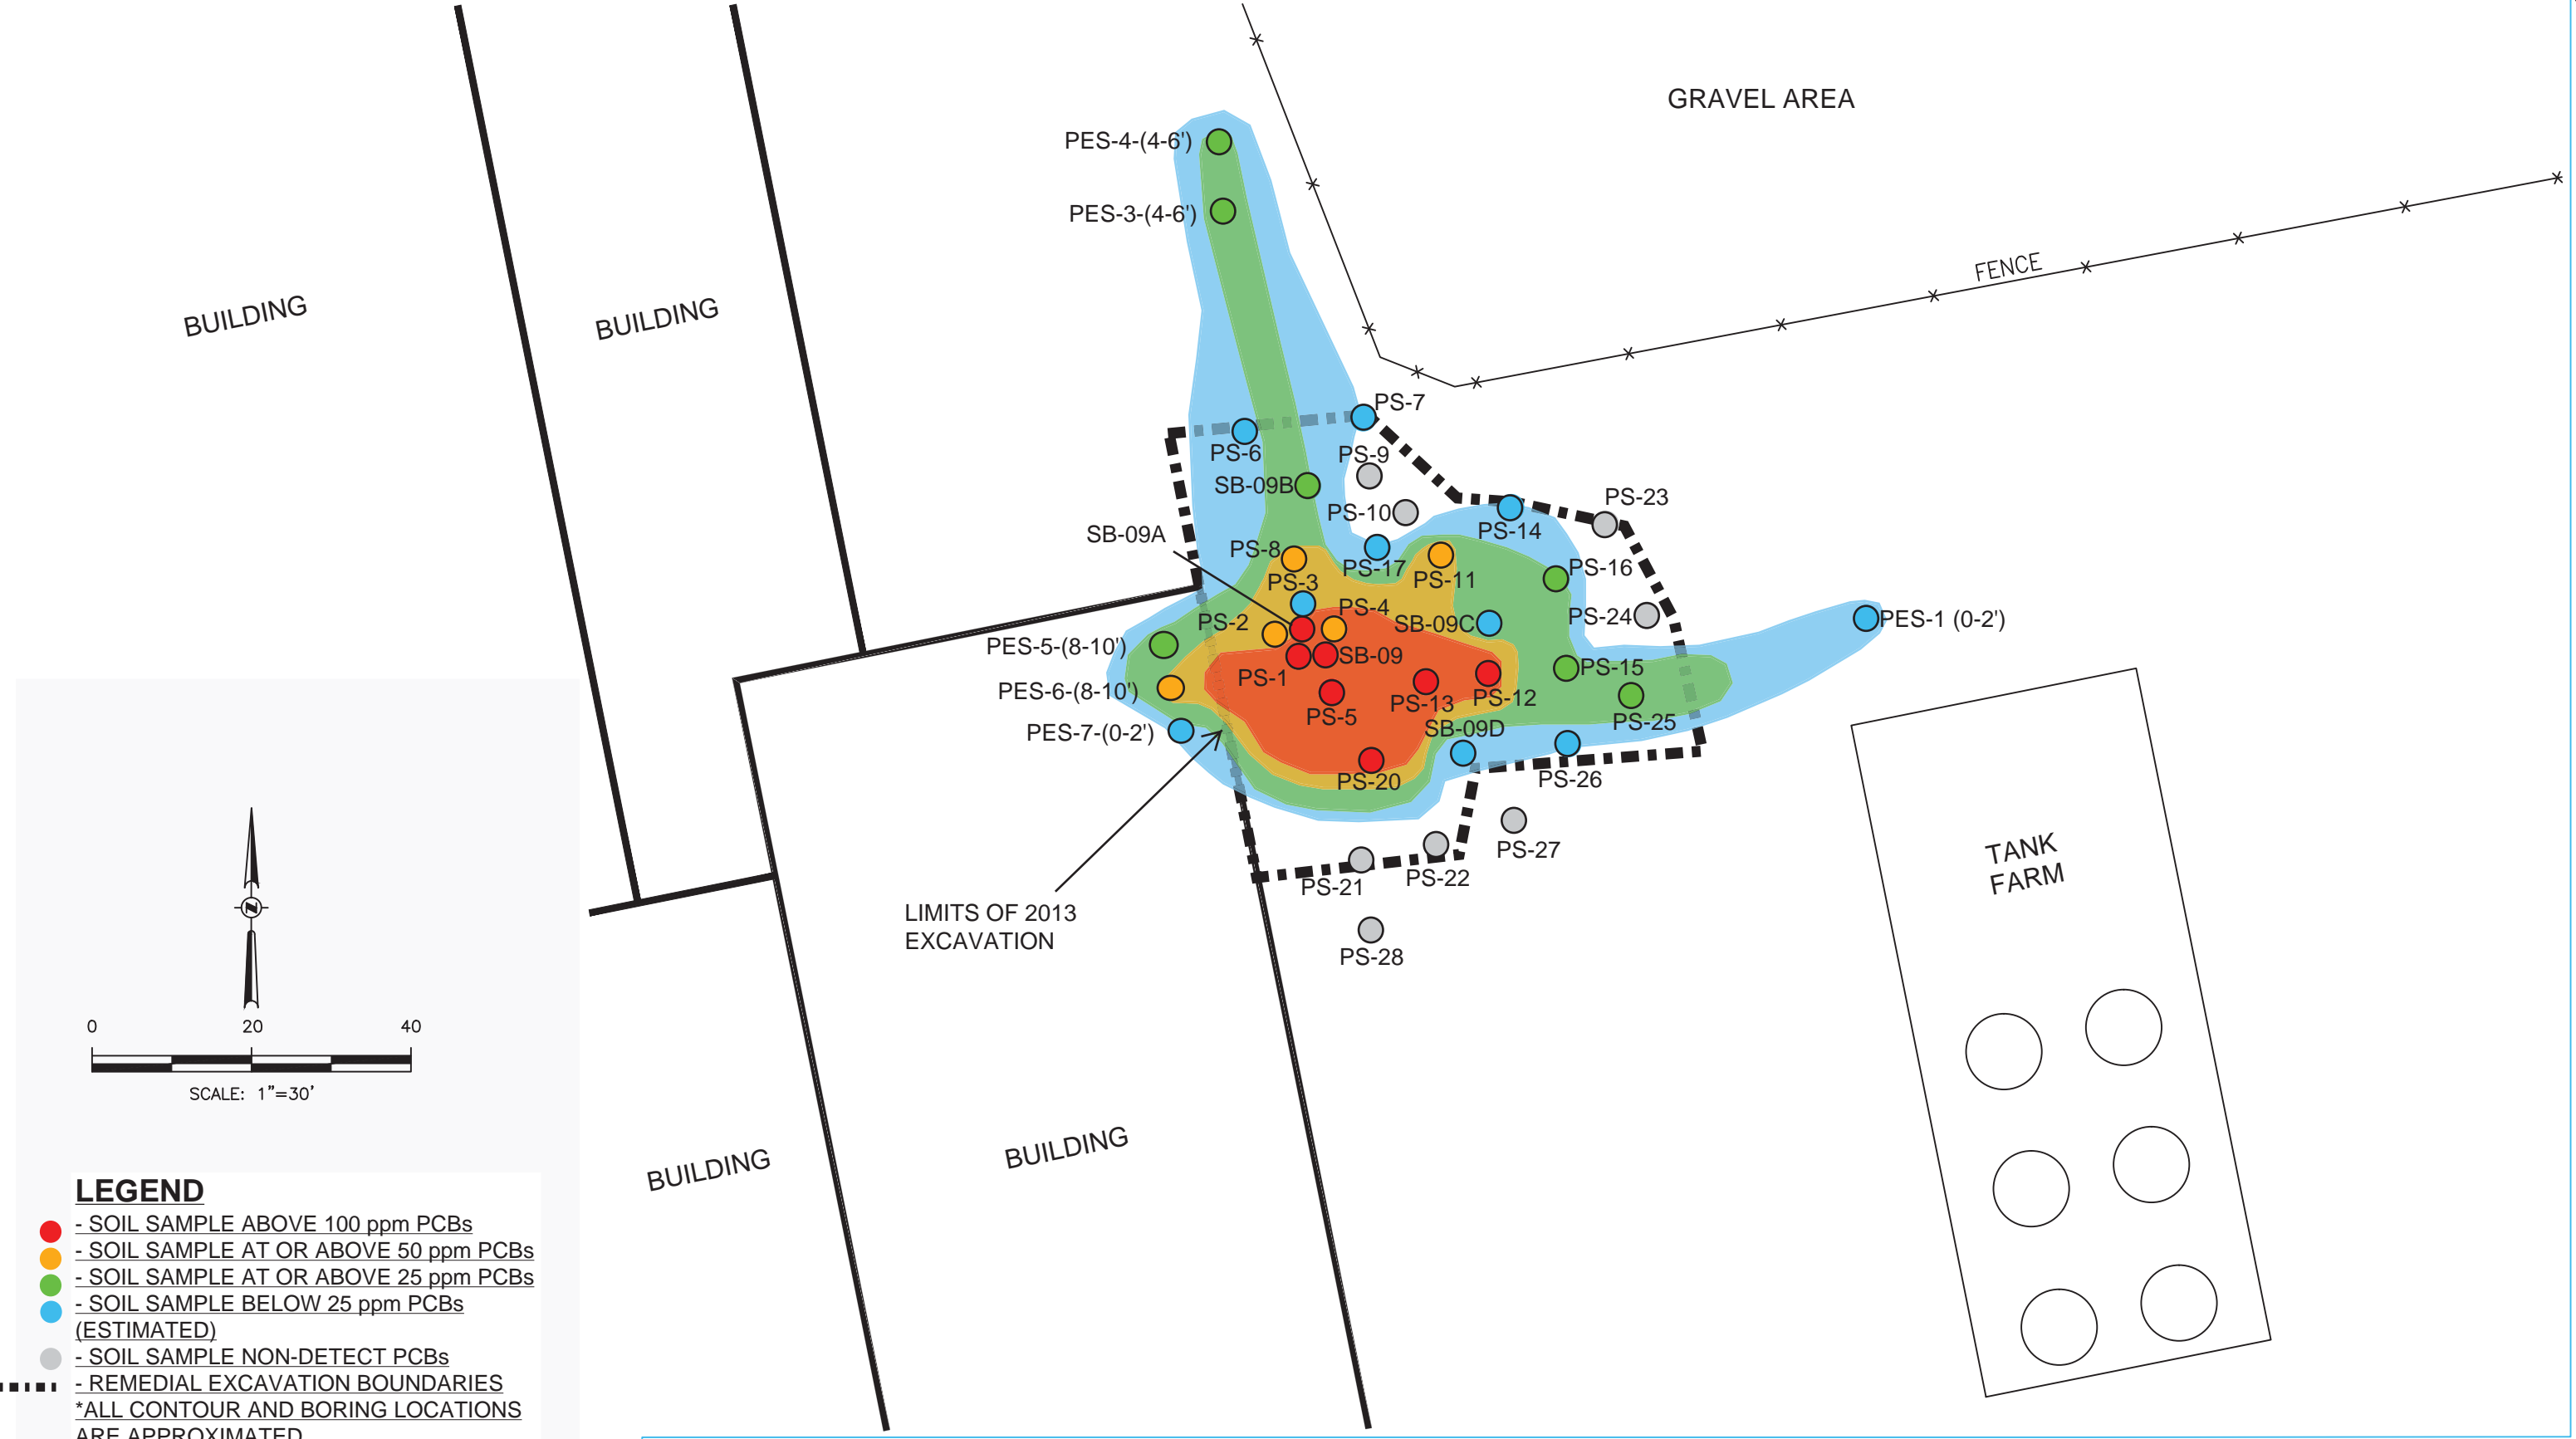 GRAVEL AREA
PES-4-(4-6')
PES-3-(4-6')
FENCE
BUILDING
BUILDING
PS-7
PS-6
PS-9
SB-09B
PS-10
PS-23
PS-14
SB-09A
PS-8
PS-17
PS-11
PS-16
PS-3
PS-4
PS-2
SB-09C
PS-24
PES-1 (0-2')
PES-5-(8-10')
SB-09
PS-15
PS-1
PES-6-(8-10')
PS-13
PS-12
PS-5
PS-25
PES-7-(0-2')
SB-09D
PS-20
PS-26
PS-27
PS-21
PS-22
TANK
FARM
LIMITS OF 2013
EXCAVATION
PS-28
N
0 20 40
SCALE: 1"=30'
BUILDING
BUILDING
LEGEND
- SOIL SAMPLE ABOVE 100 ppm PCBs
- SOIL SAMPLE AT OR ABOVE 50 ppm PCBs
- SOIL SAMPLE AT OR ABOVE 25 ppm PCBs
- SOIL SAMPLE BELOW 25 ppm PCBs
(ESTIMATED)
- SOIL SAMPLE NON-DETECT PCBs
- REMEDIAL EXCAVATION BOUNDARIES
*ALL CONTOUR AND BORING LOCATIONS
ARE APPROXIMATED